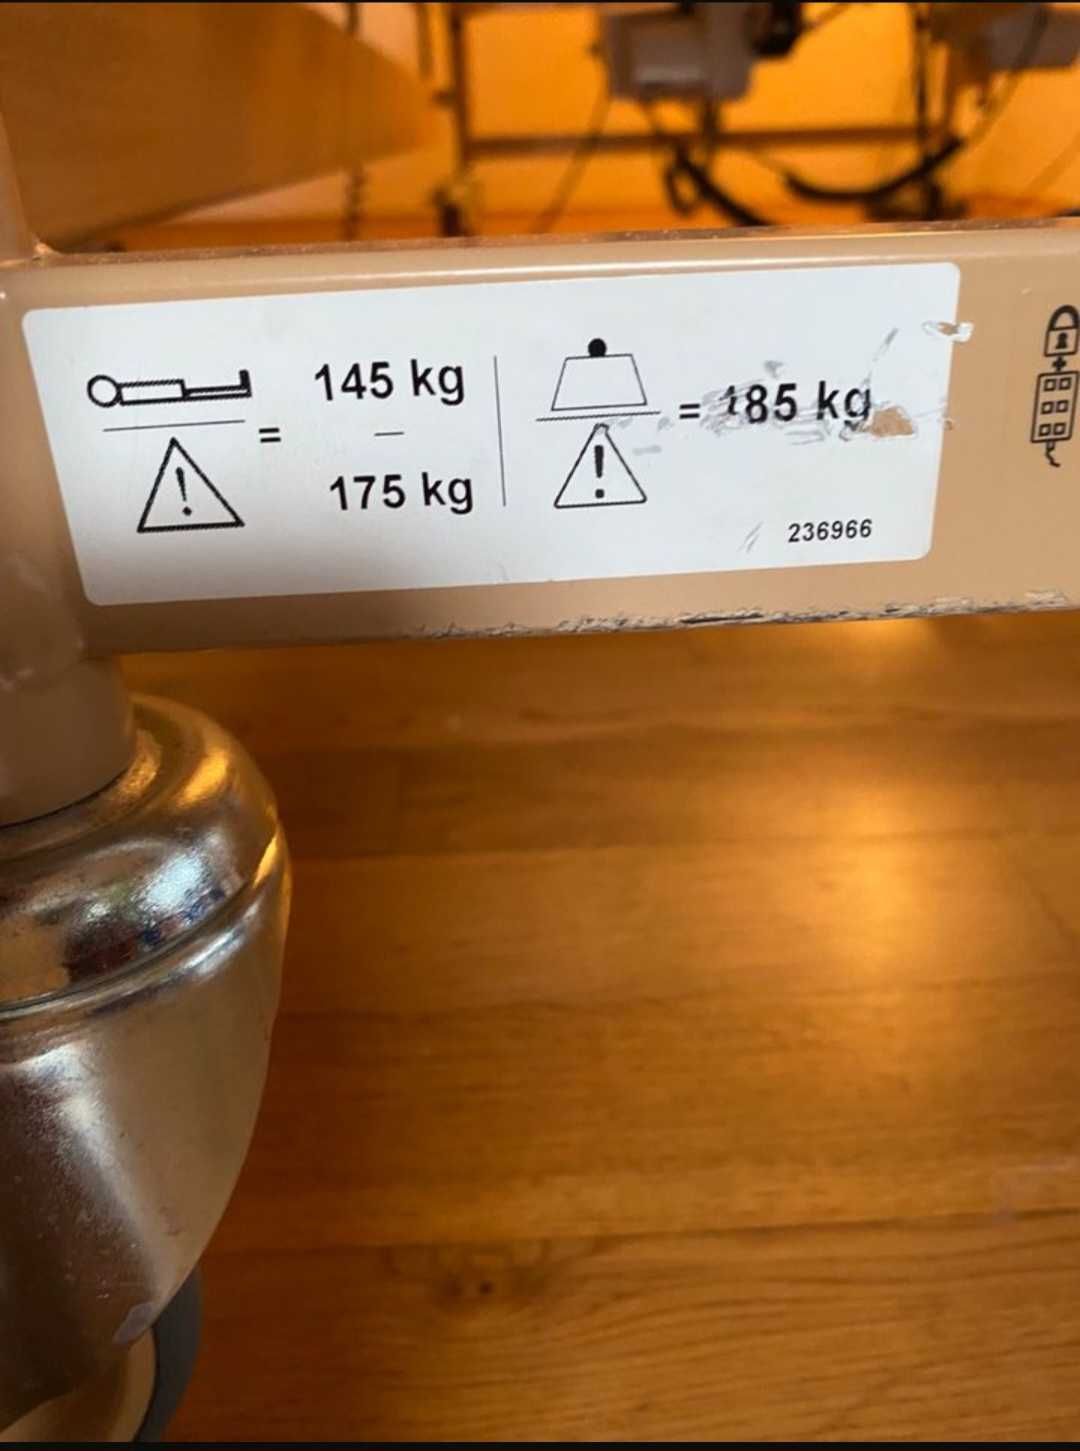 = 145 kg
–
175 kg
= 185 kg
236966